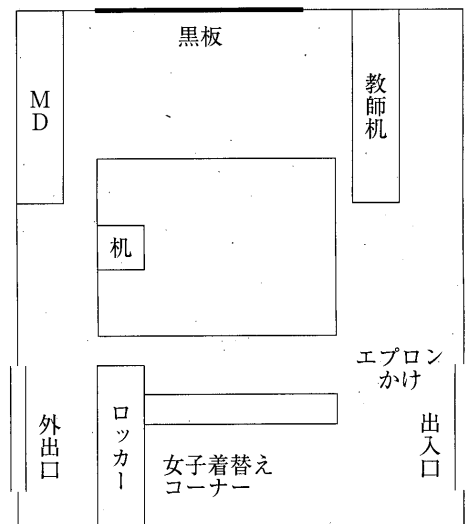 黒板
MD
教師机
机
エプロン
かけ
外出口
ロッカー
女子着替え
コーナー
出入口